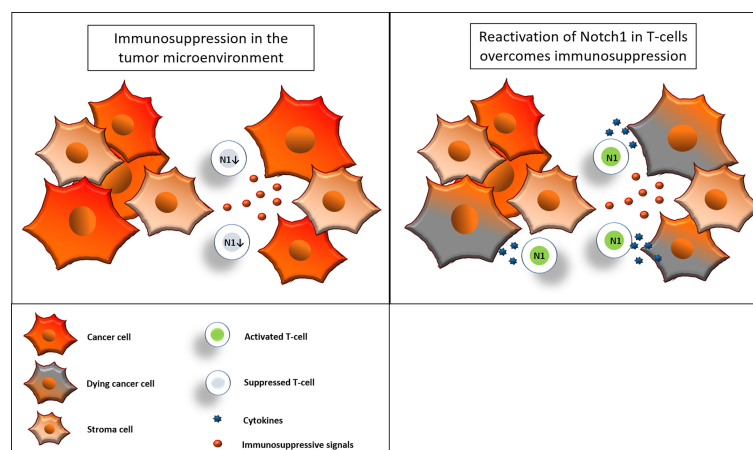 Immunosuppression in the
tumor microenvironment
Reactivation of Notch1 in T-cells
overcomes immunosuppression
N1↓
N1↓
N1
N1
N1
Cancer cell
Dying cancer cell
Stroma cell
Activated T-cell
Suppressed T-cell
Cytokines
Immunosuppressive signals